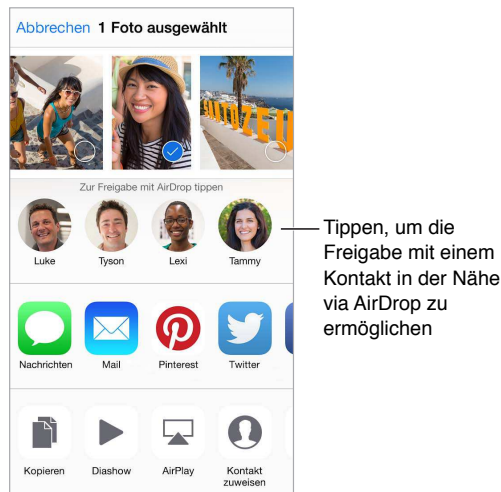 Abbrechen 1 Foto ausgewählt
Zur Freigabe mit AirDrop tippen
Luke Tyson Lexi Tammy
Tippen, um die
Freigabe mit einem
Kontakt in der Nähe
via AirDrop zu
ermöglichen
Nachrichten Mail Pinterest Twitter
Kopieren Diashow AirPlay Kontakt
zuweisen